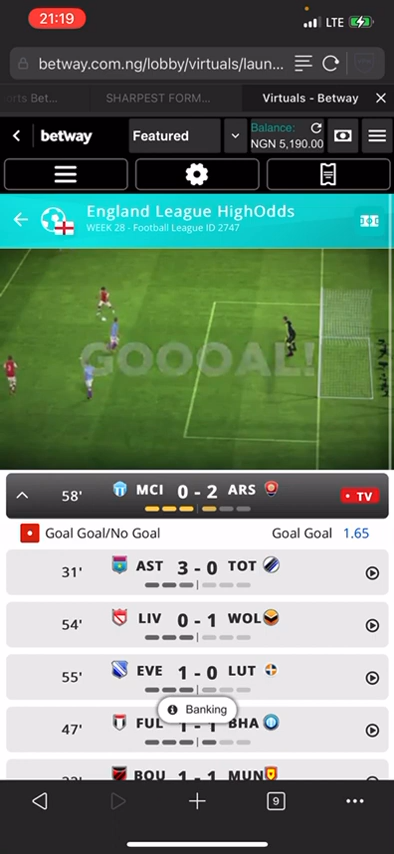 21:19
LTE
betway.com.ng/lobby/virtuals/laun...
orts Bet...
SHARPEST FORM...
Virtuals - Betway
betway
Featured
Balance:
NGN 5,190.00
England League HighOdds
WEEK 28 - Football League ID 2747
GOOOAL!
58' MCI 0 - 2 ARS TV
Goal Goal/No Goal Goal Goal 1.65
31' AST 3 - 0 TOT
54' LIV 0 - 1 WOL
55' EVE 1 - 0 LUT
Banking
47' FUL 1 - 1 BHA
BOU 1 - 1 MUN
9